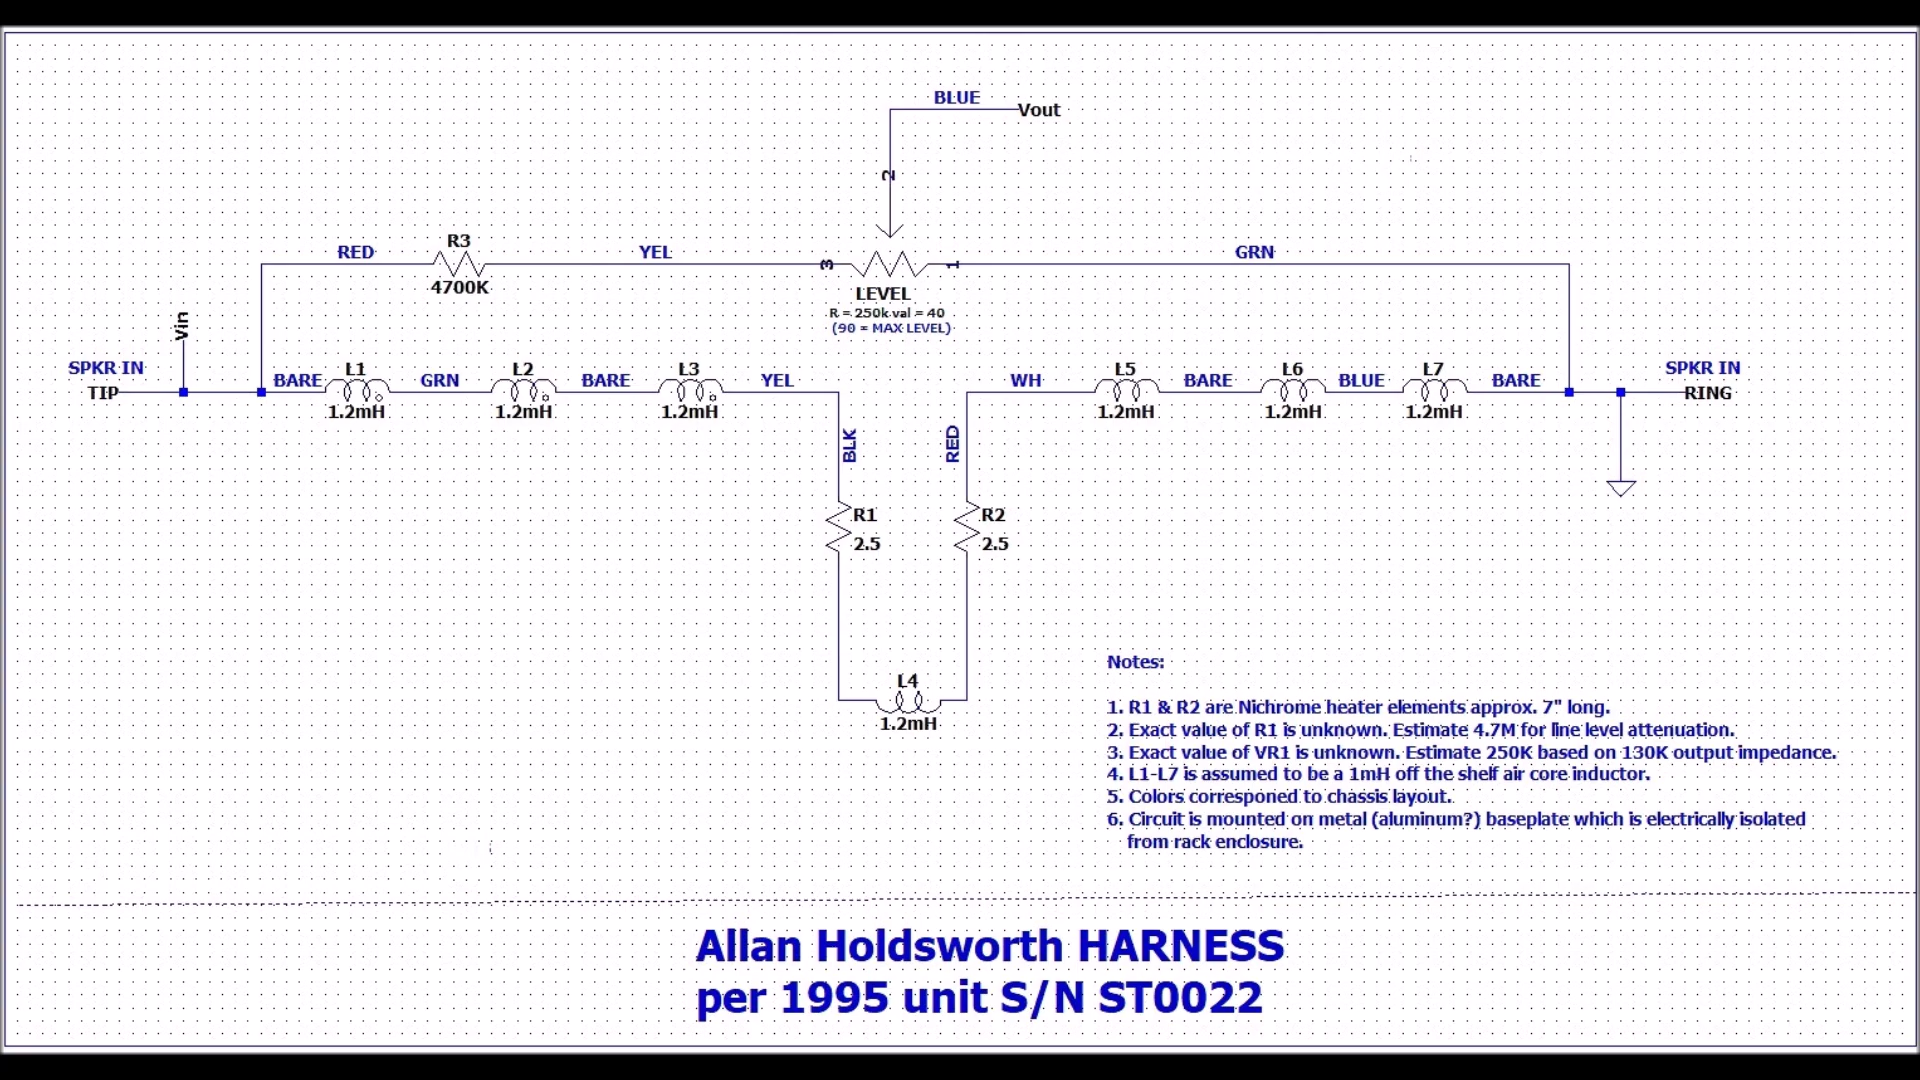 BLUE
Vout
2
RED
R3
4700K
YEL
3
1
GRN
LEVEL
R = 250k val = 40
(90 = MAX LEVEL)
Vin
SPKR IN
TIP
BARE
L1
1.2mH
GRN
L2
1.2mH
BARE
L3
1.2mH
YEL
WH
L5
1.2mH
BARE
L6
1.2mH
BLUE
L7
1.2mH
BARE
SPKR IN
RING
BLK
RED
R1
2.5
R2
2.5
L4
1.2mH
Notes:
1. R1 & R2 are Nichrome heater elements approx. 7" long.
2. Exact value of R1 is unknown. Estimate 4.7M for line level attenuation.
3. Exact value of VR1 is unknown. Estimate 250K based on 130K output impedance.
4. L1-L7 is assumed to be a 1mH off the shelf air core inductor.
5. Colors corresponed to chassis layout.
6. Circuit is mounted on metal (aluminum?) baseplate which is electrically isolated
from rack enclosure.
Allan Holdsworth HARNESS
per 1995 unit S/N ST0022